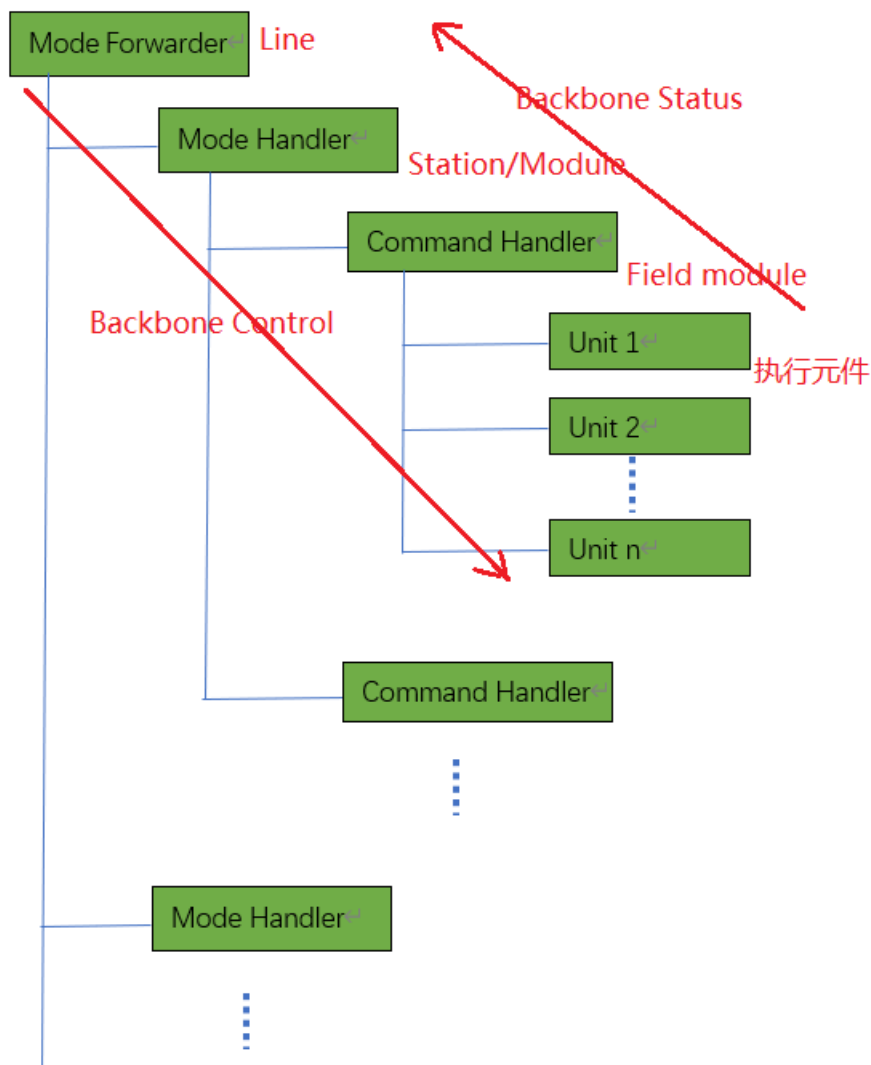 Mode Forwarder↵
Line
Backbone Status
Mode Handler↵
Station/Module
Command Handler↵
Field module
Backbone Control
Unit 1↵
执行元件
Unit 2↵
Unit n↵
Command Handler↵
Mode Handler↵